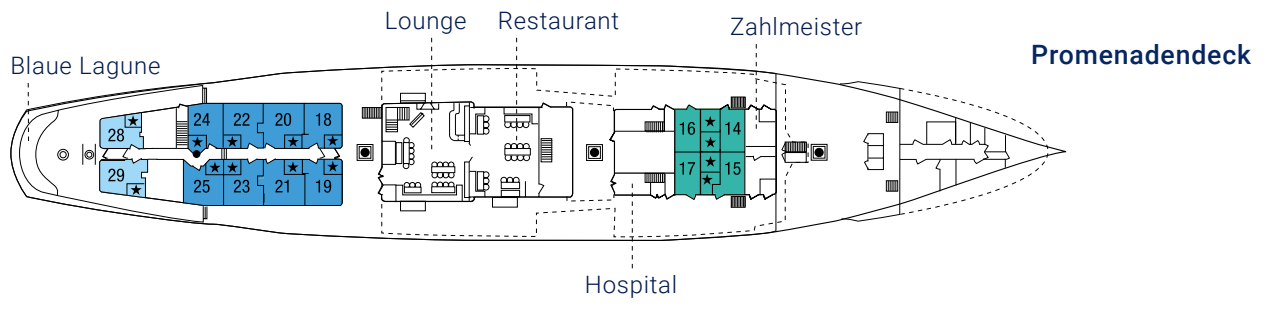 Lounge
Restaurant
Zahlmeister
Promenadendeck
Blaue Lagune
28
24
22
20
18
29
25
23
21
19
16
14
17
15
Hospital